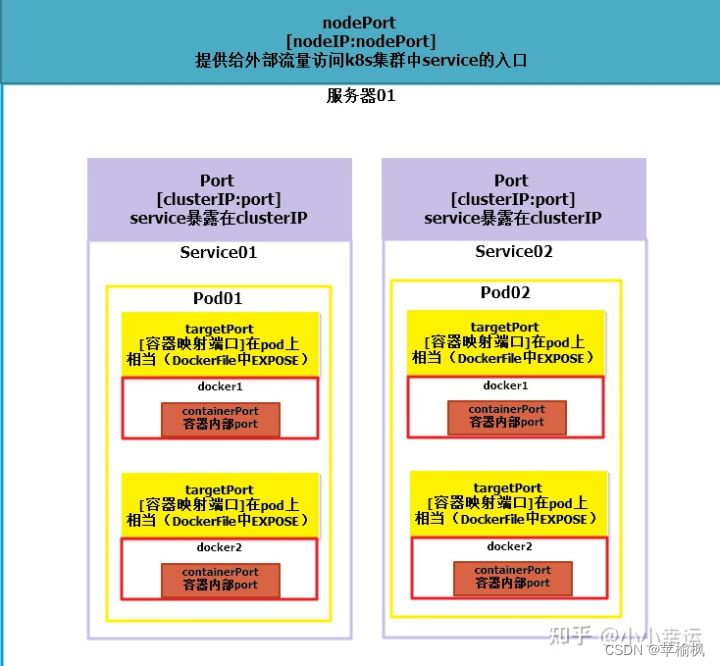 nodePort
[nodeIP:nodePort]
提供给外部流量访问k8s集群中service的入口
服务器01
Port
[clusterIP:port]
service暴露在clusterIP
Service01
Pod01
targetPort
[容器映射端口]在pod上
相当（DockerFile中EXPOSE）
docker1
containerPort
容器内部port
targetPort
[容器映射端口]在pod上
相当（DockerFile中EXPOSE）
docker2
containerPort
容器内部port
Port
[clusterIP:port]
service暴露在clusterIP
Service02
Pod02
targetPort
[容器映射端口]在pod上
相当（DockerFile中EXPOSE）
docker1
containerPort
容器内部port
targetPort
[容器映射端口]在pod上
相当（DockerFile中EXPOSE）
docker2
containerPort
容器内部port
知乎 @小小幸运
CSDN @苹榆枫